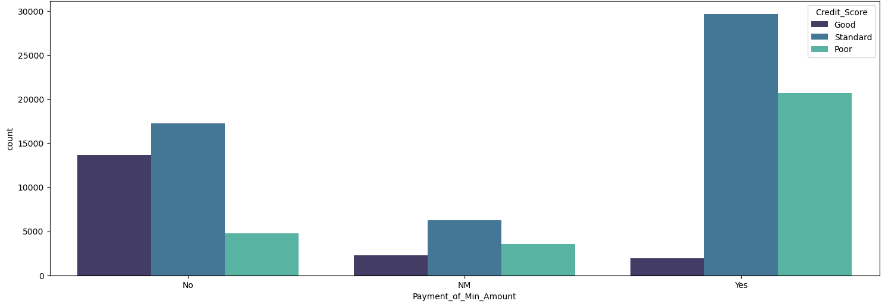 Credit_Score
Good
Standard
Poor
count
30000
25000
20000
15000
10000
5000
0
No
NM
Yes
Payment_of_Min_Amount